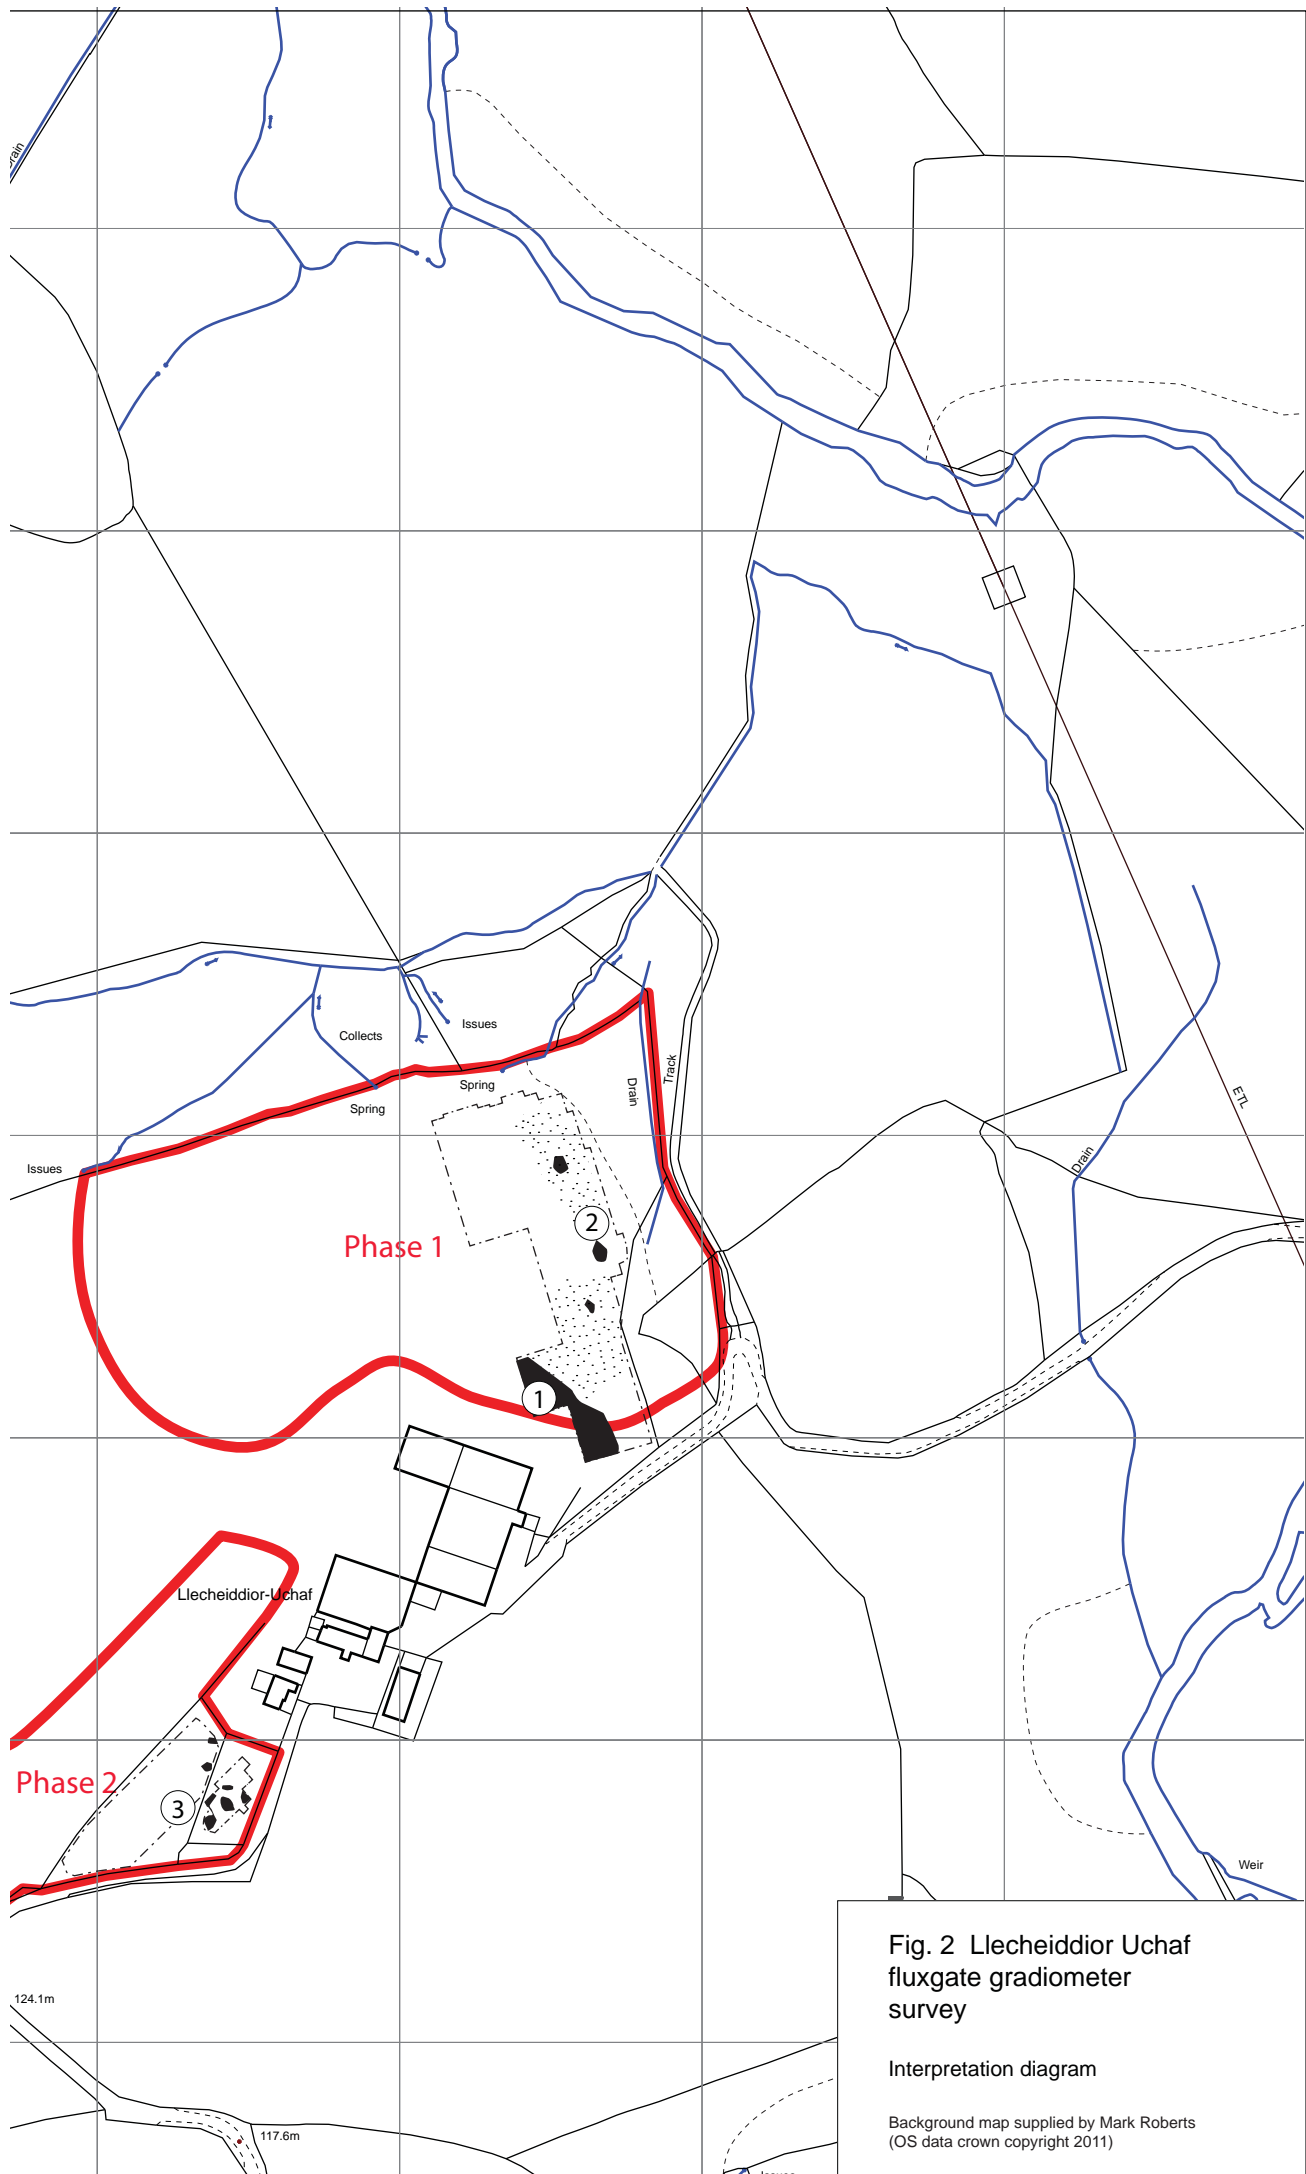 Drain
Issues
Collects
Spring
Track
Drain
Spring
ETL
Issues
Drain
2
Phase 1
1
Llecheiddior-Uchaf
Phase 2
3
Weir
Fig. 2 Llecheiddior Uchaf
fluxgate gradiometer
survey
124.1m
Interpretation diagram
117.6m
Background map supplied by Mark Roberts
(OS data crown copyright 2011)
Issues